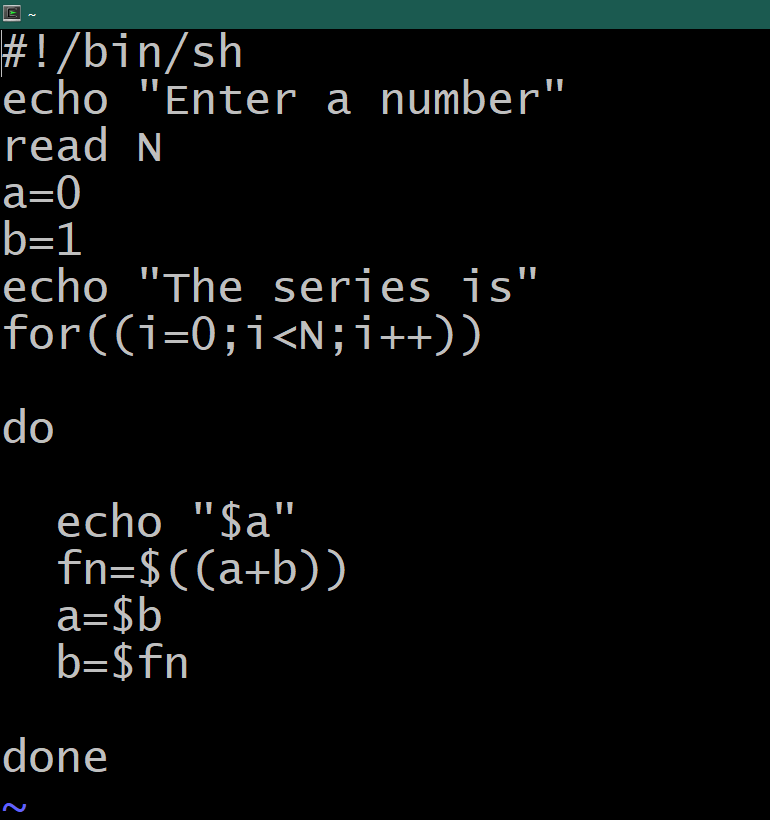 ~
#!/bin/sh
echo "Enter a number"
read N
a=0
b=1
echo "The series is"
for((i=0;i<N;i++))
do
echo "$a"
fn=$((a+b))
a=$b
b=$fn
done
~